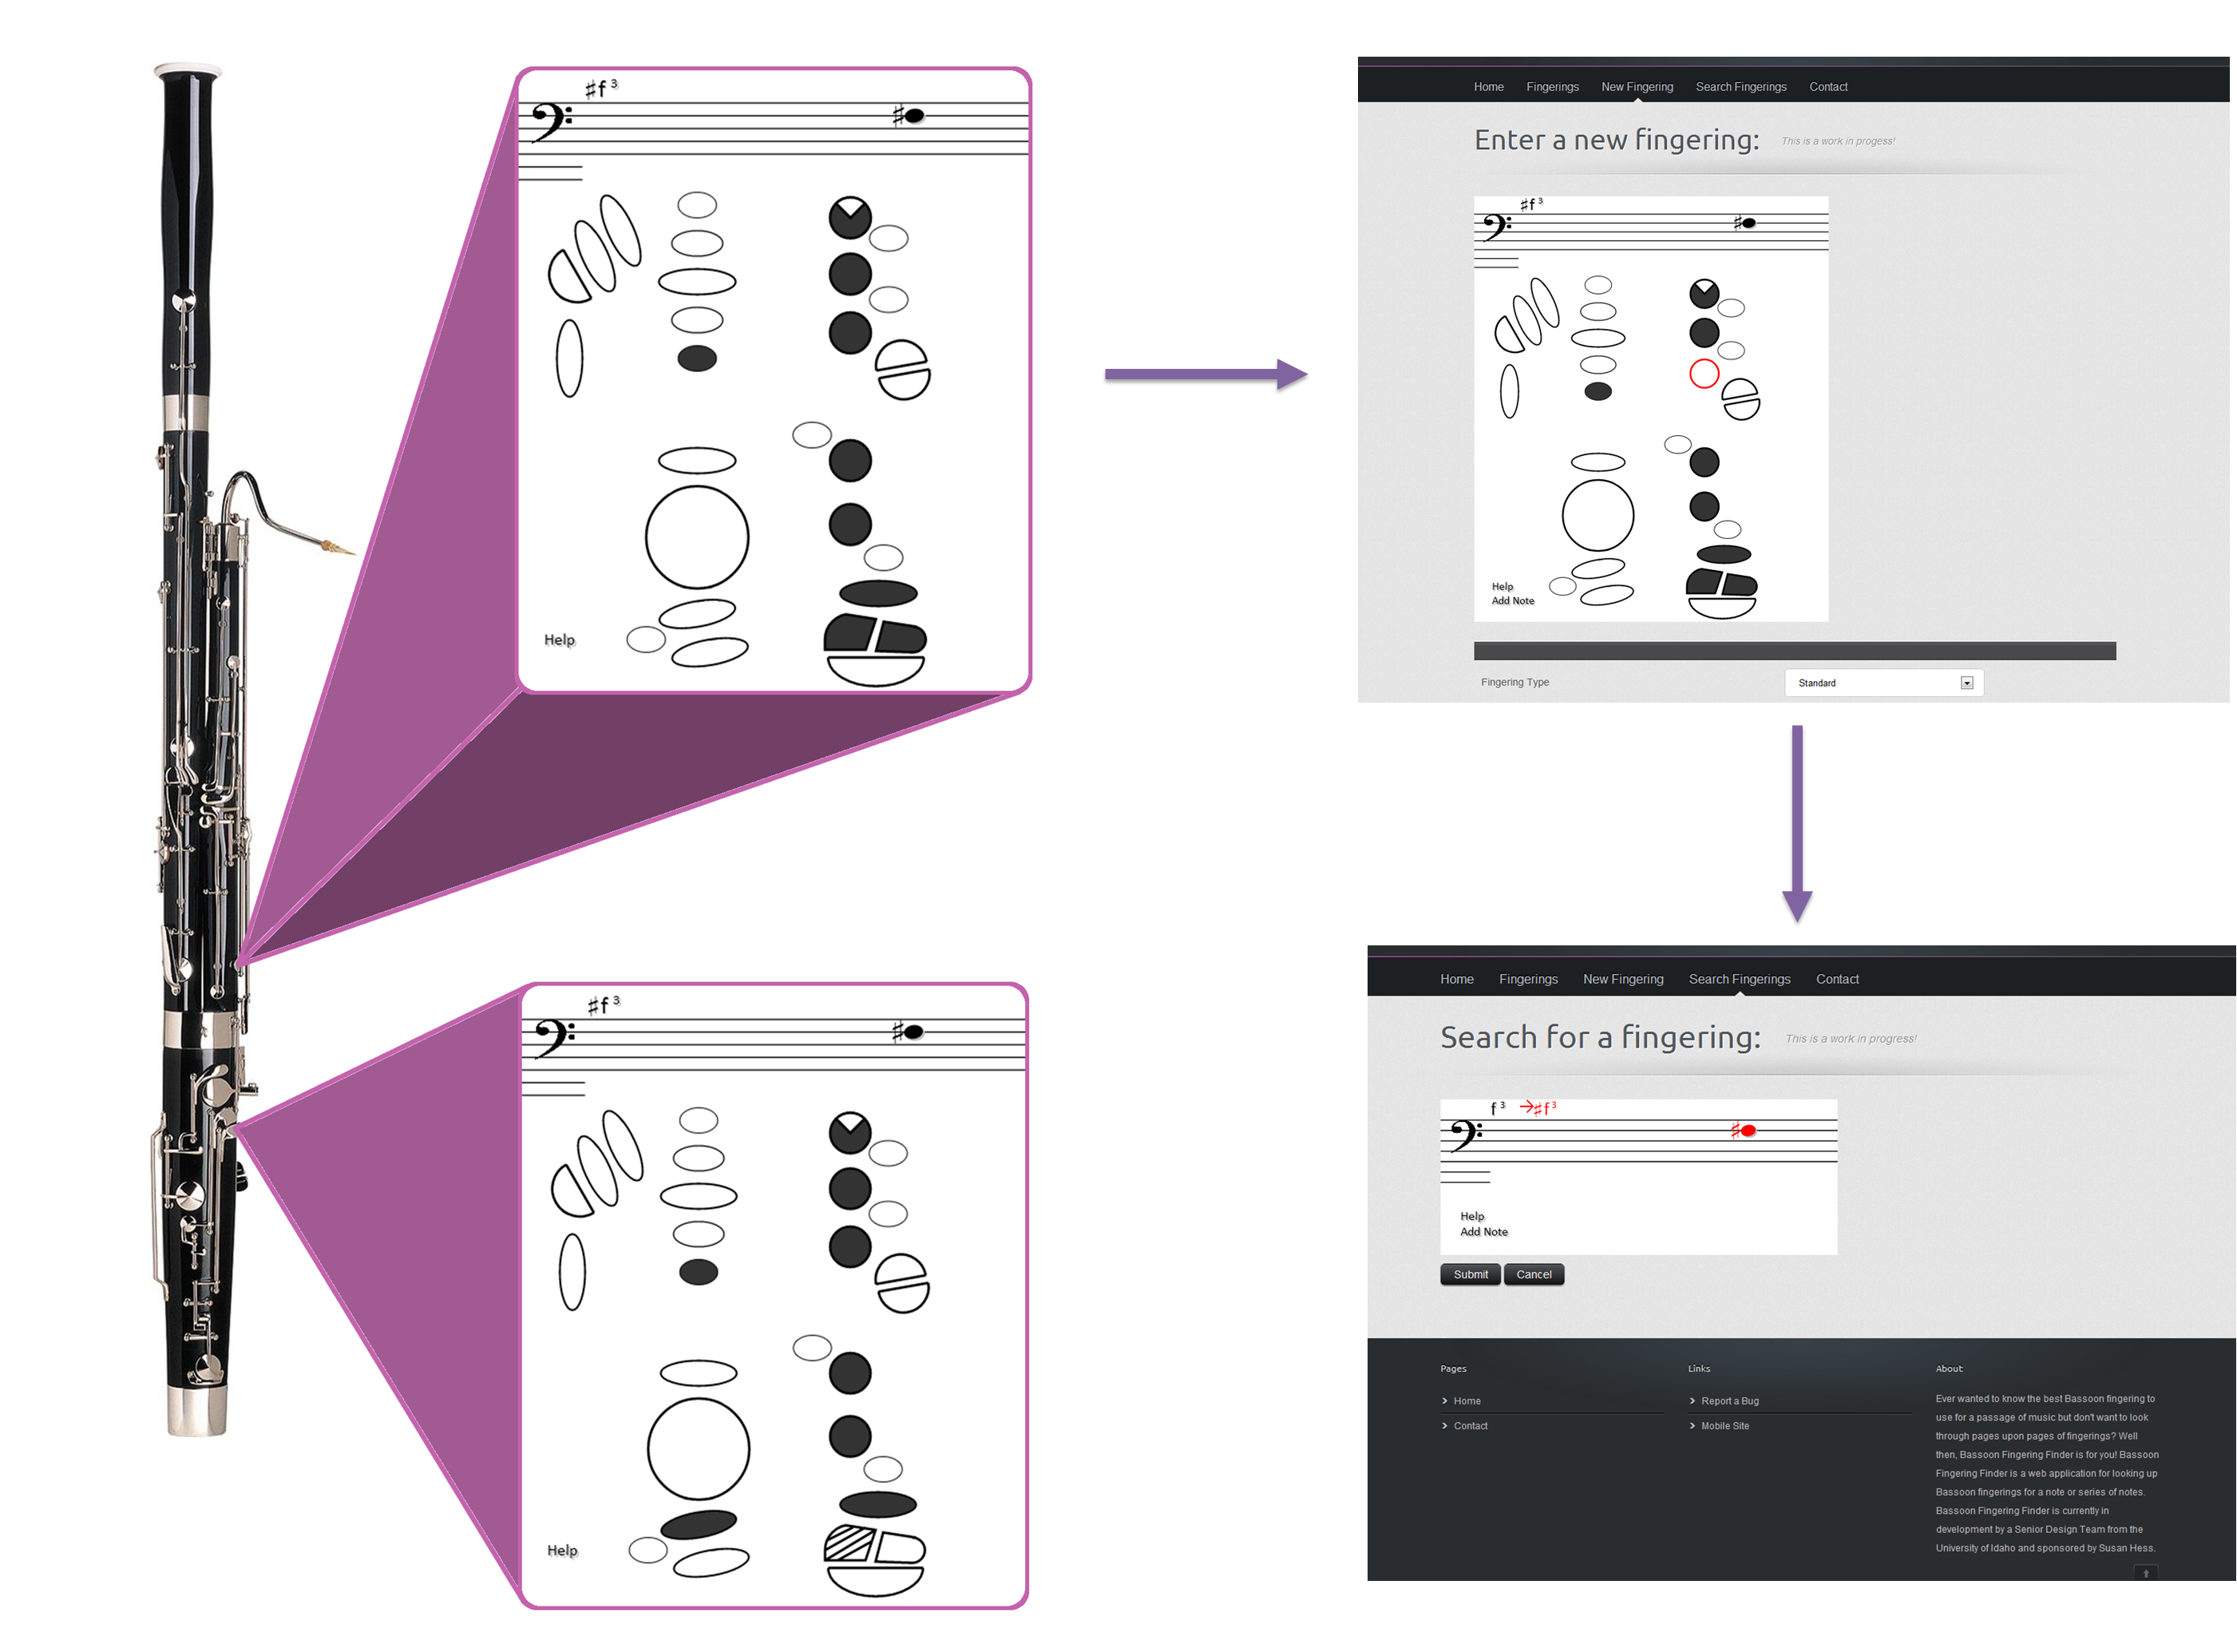 ♯f 3
Help
Home Fingerings New Fingering Search Fingerings Contact
Enter a new fingering: This is a work in progess!
♯f 3
Help
Add Note
Fingering Type Standard
♯f 3
Help
Home Fingerings New Fingering Search Fingerings Contact
Search for a fingering: This is a work in progress!
f 3 →♯f 3
Help
Add Note
Submit Cancel
Pages
Home
Contact
Links
Report a Bug
Mobile Site
About
Ever wanted to know the best Bassoon fingering to
use for a passage of music but don't want to look
through pages upon pages of fingerings? Well
then, Bassoon Fingering Finder is for you! Bassoon
Fingering Finder is a web application for looking up
Bassoon fingerings for a note or series of notes.
Bassoon Fingering Finder is currently in
development by a Senior Design Team from the
University of Idaho and sponsored by Susan Hess.